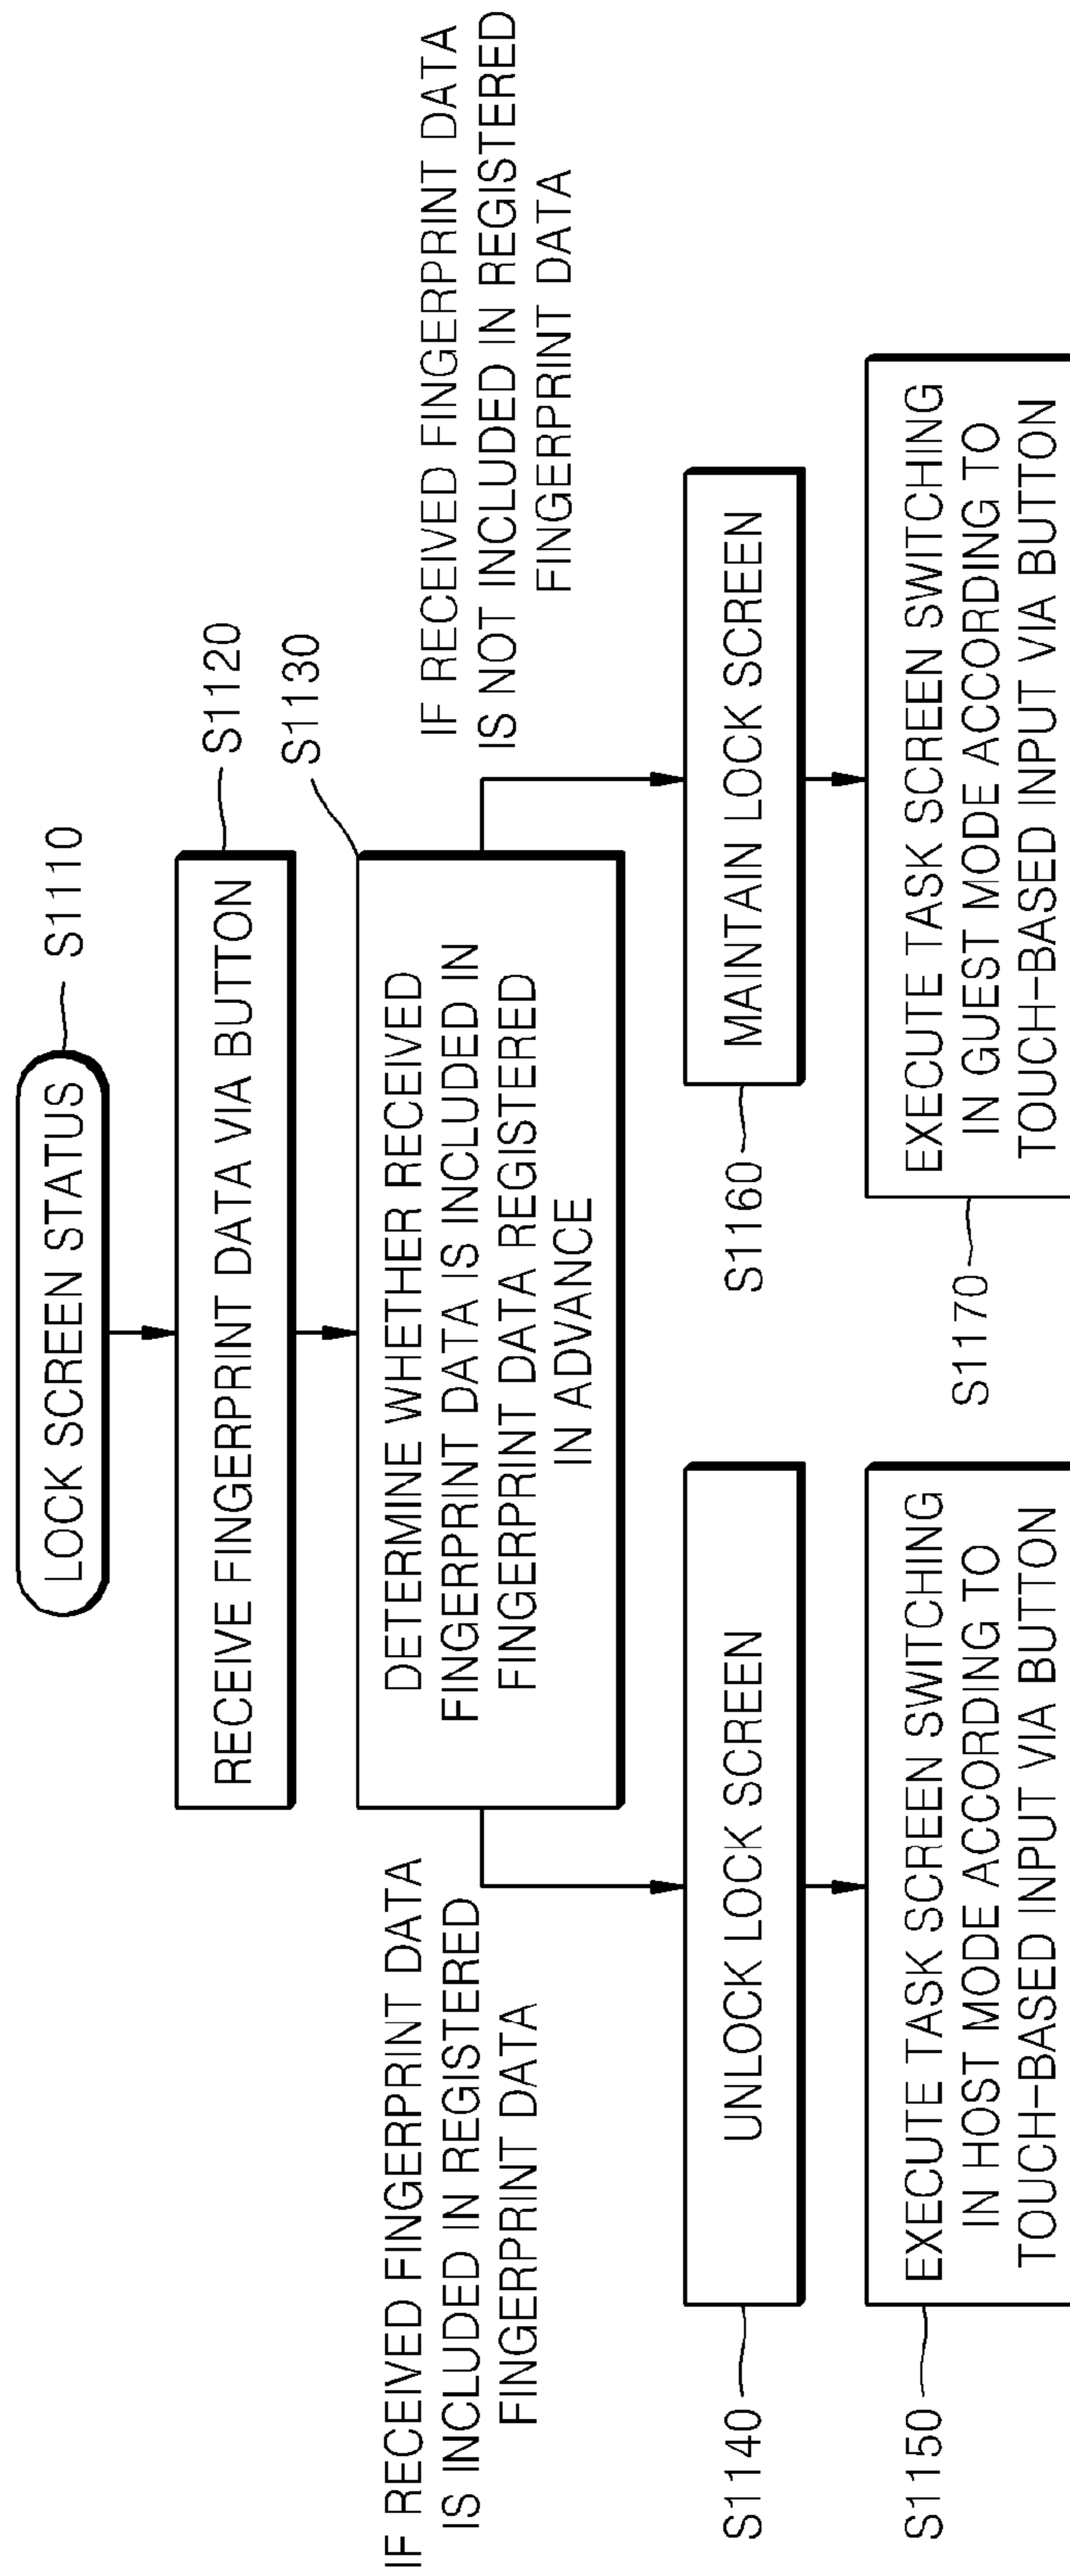 LOCK SCREEN STATUS
S1110
RECEIVE FINGERPRINT DATA VIA BUTTON
S1120
S1130
DETERMINE WHETHER RECEIVED
FINGERPRINT DATA IS INCLUDED IN
FINGERPRINT DATA REGISTERED
IN ADVANCE
IF RECEIVED FINGERPRINT DATA
IS INCLUDED IN REGISTERED
FINGERPRINT DATA
IF RECEIVED FINGERPRINT DATA
IS NOT INCLUDED IN REGISTERED
FINGERPRINT DATA
S1140
UNLOCK LOCK SCREEN
S1160
MAINTAIN LOCK SCREEN
S1150
EXECUTE TASK SCREEN SWITCHING
IN HOST MODE ACCORDING TO
TOUCH-BASED INPUT VIA BUTTON
S1170
EXECUTE TASK SCREEN SWITCHING
IN GUEST MODE ACCORDING TO
TOUCH-BASED INPUT VIA BUTTON